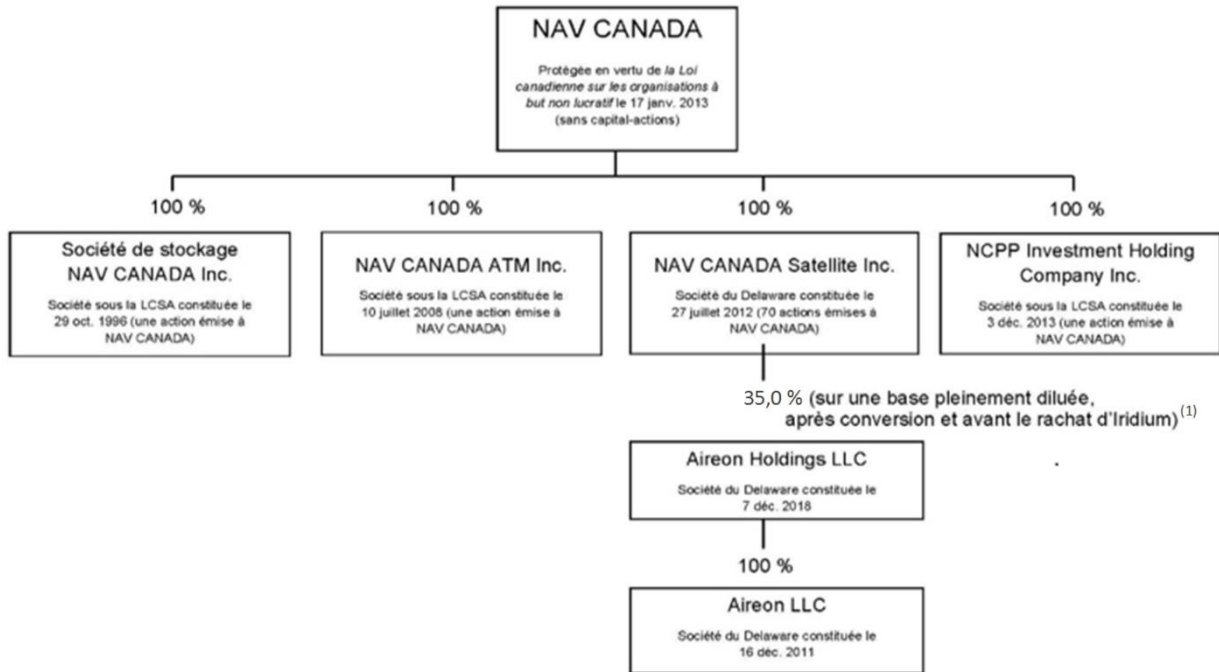 NAV CANADA
Protégée en vertu de la Loi
canadienne sur les organisations à
but non lucratif le 17 janv. 2013
(sans capital-actions)
100 %
100 %
100 %
100 %
Société de stockage
NAV CANADA Inc.
Société sous la LCSA constituée le
29 oct. 1996 (une action émise à
NAV CANADA)
NAV CANADA ATM Inc.
Société sous la LCSA constituée le
10 juillet 2008 (une action émise à
NAV CANADA)
NAV CANADA Satellite Inc.
Société du Delaware constituée le
27 juillet 2012 (70 actions émises à
NAV CANADA)
NCPP Investment Holding
Company Inc.
Société sous la LCSA constituée le
3 déc. 2013 (une action émise à
NAV CANADA)
35,0 % (sur une base pleinement diluée,
après conversion et avant le rachat d'Iridium)(1)
Aireon Holdings LLC
Société du Delaware constituée le
7 déc. 2018
100 %
Aireon LLC
Société du Delaware constituée le
16 déc. 2011